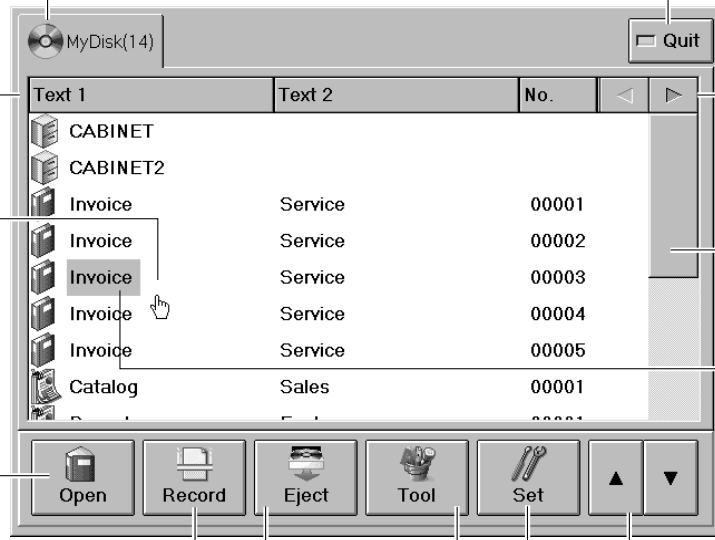 MyDisk(14)
Quit
Text 1 Text 2 No.
CABINET
CABINET2
Invoice Service 00001
Invoice Service 00002
Invoice Service 00003
Invoice Service 00004
Invoice Service 00005
Catalog Sales 00001
Open Record Eject Tool Set